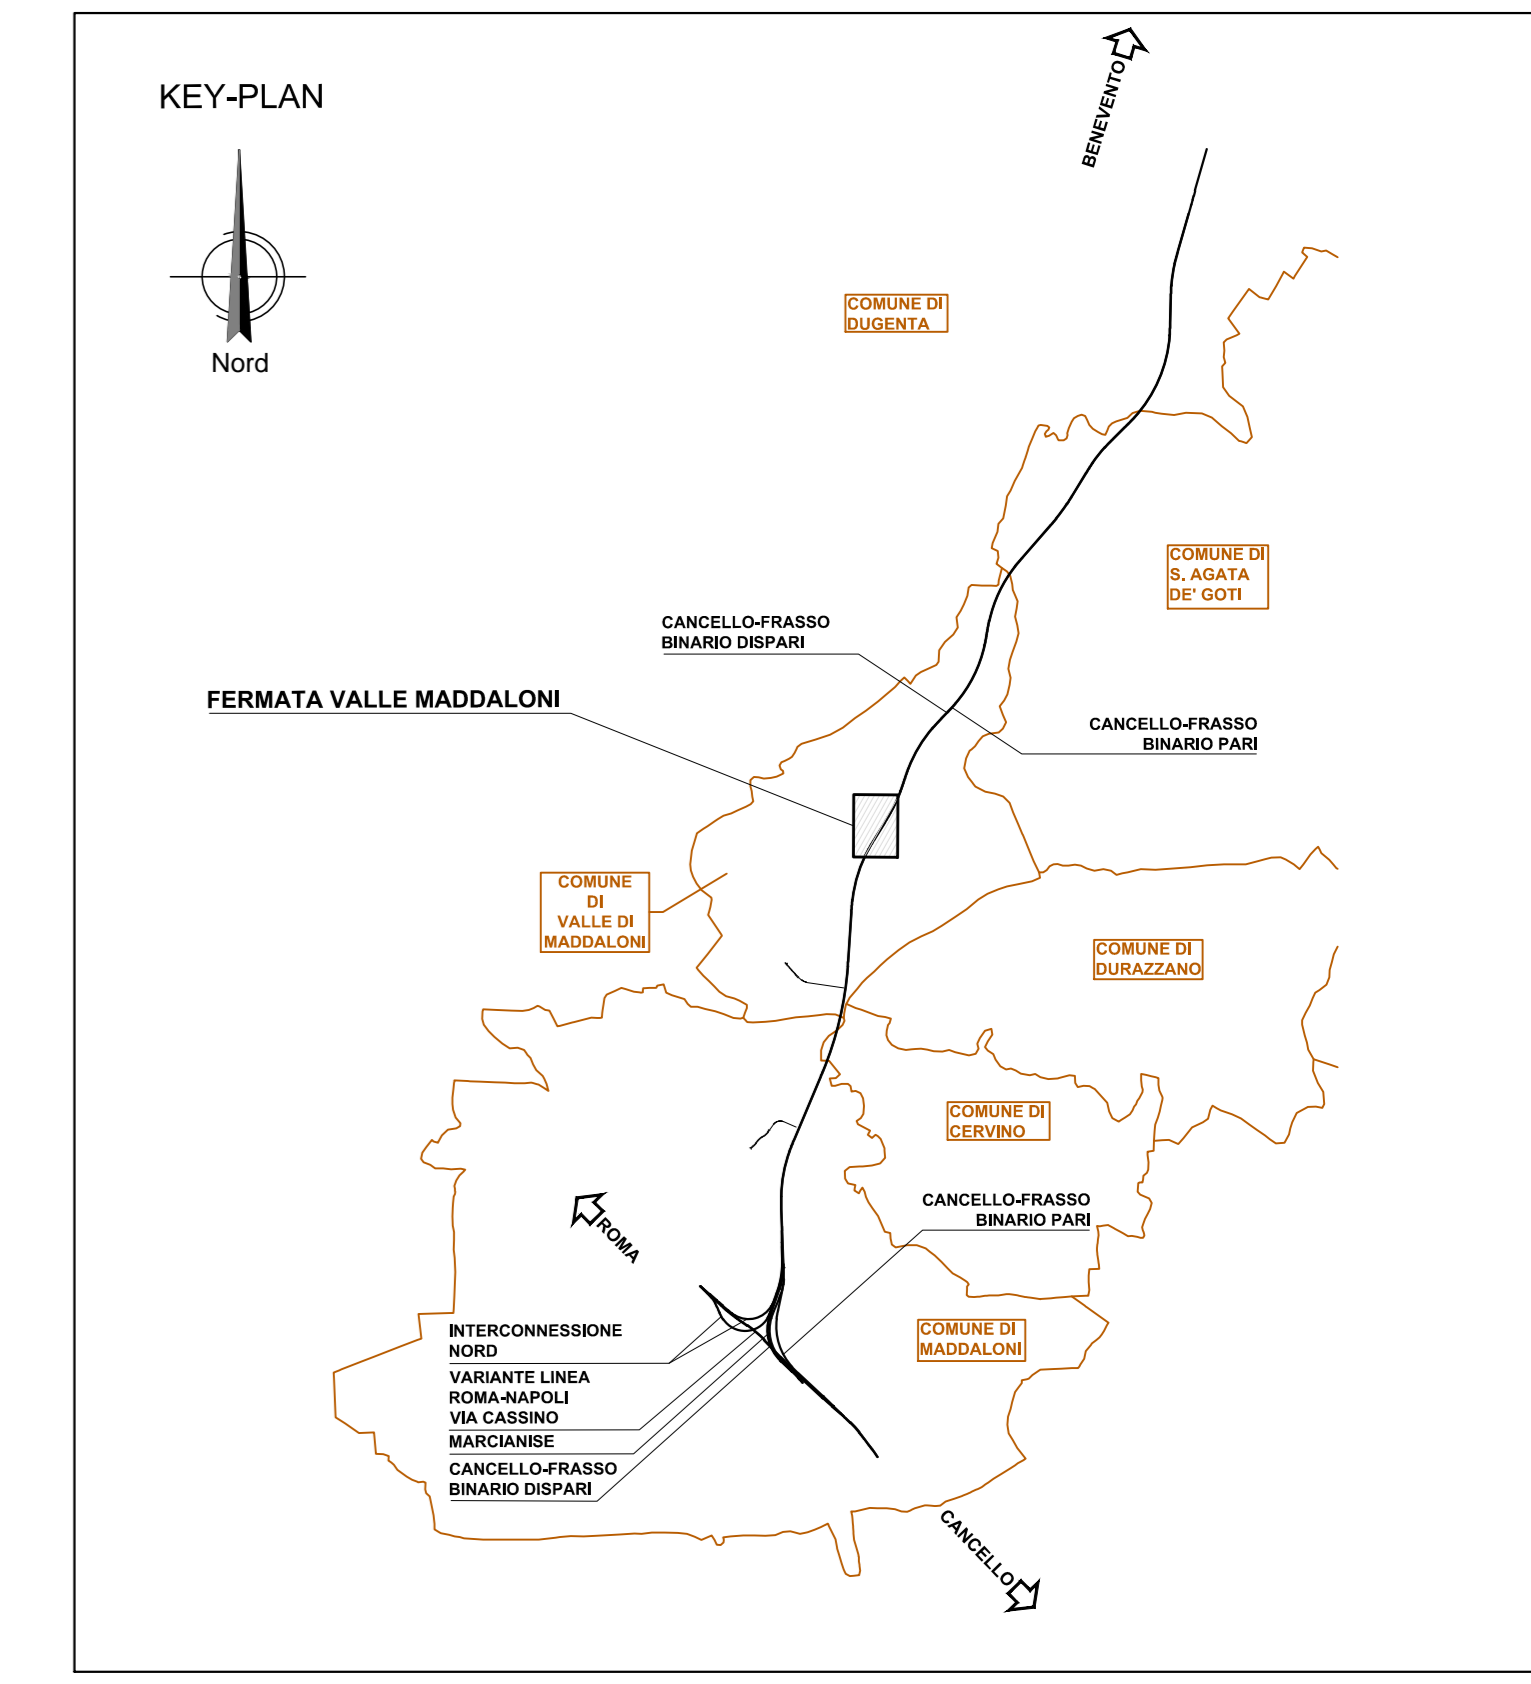 KEY-PLAN
Nord
BENEVENTO
COMUNE DI
DUGENTA
COMUNE DI
S. AGATA
DE' GOTI
CANCELLO-FRASSO
BINARIO DISPARI
FERMATA VALLE MADDALONI
CANCELLO-FRASSO
BINARIO PARI
COMUNE
DI
VALLE DI
MADDALONI
COMUNE DI
DURAZZANO
COMUNE DI
CERVINO
CANCELLO-FRASSO
BINARIO PARI
ROMA
INTERCONNESSIONE
NORD
COMUNE DI
MADDALONI
VARIANTE LINEA
ROMA-NAPOLI
VIA CASSINO
MARCIANISE
CANCELLO-FRASSO
BINARIO DISPARI
CANCELLO